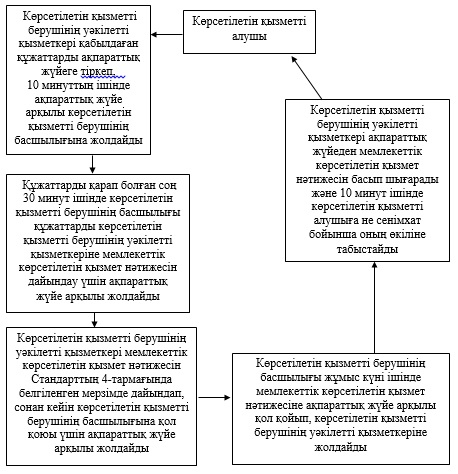 Көрсетілетін қызметті
берушінің уәкілетті
қызметкері қабылдаған
құжаттарды ақпараттық
жүйеге тіркеп,
10 минуттың ішінде
ақпараттық жүйе
арқылы көрсетілетін
қызметті берушінің
басшылығына жолдайды
Көрсетілетін қызметті
алушы
Құжаттарды қарап болған соң
30 минут ішінде көрсетілетін
қызметті берушінің басшылығы
құжаттарды көрсетілетін
қызметті берушінің уәкілетті
қызметкеріне мемлекеттік
көрсетілетін қызмет нәтижесін
дайындау үшін ақпараттық
жүйе арқылы жолдайды
Көрсетілетін қызметті берушінің
уәкілетті қызметкері мемлекеттік
көрсетілетін қызмет нәтижесін
Стандарттың 4-тармағында
белгіленген мерзімде дайындап,
сонан кейін көрсетілетін қызметті
берушінің басшылығына қол
қоюы үшін ақпараттық жүйе
арқылы жолдайды
Көрсетілетін қызметті берушінің
басшылығы жұмыс күні ішінде
мемлекеттік көрсетілетін қызмет
нәтижесіне ақпараттық жүйе арқылы
қол қойып, көрсетілетін қызметті
берушінің уәкілетті қызметкеріне
жолдайды
Көрсетілетін қызметті
берушінің уәкілетті
қызметкері ақпараттық
жүйеден мемлекеттік
көрсетілетін қызмет
нәтижесін басып шығарады
және 10 минут ішінде
көрсетілетін қызметті
алушыға не сенімхат
бойынша оның өкіліне
табыстайды